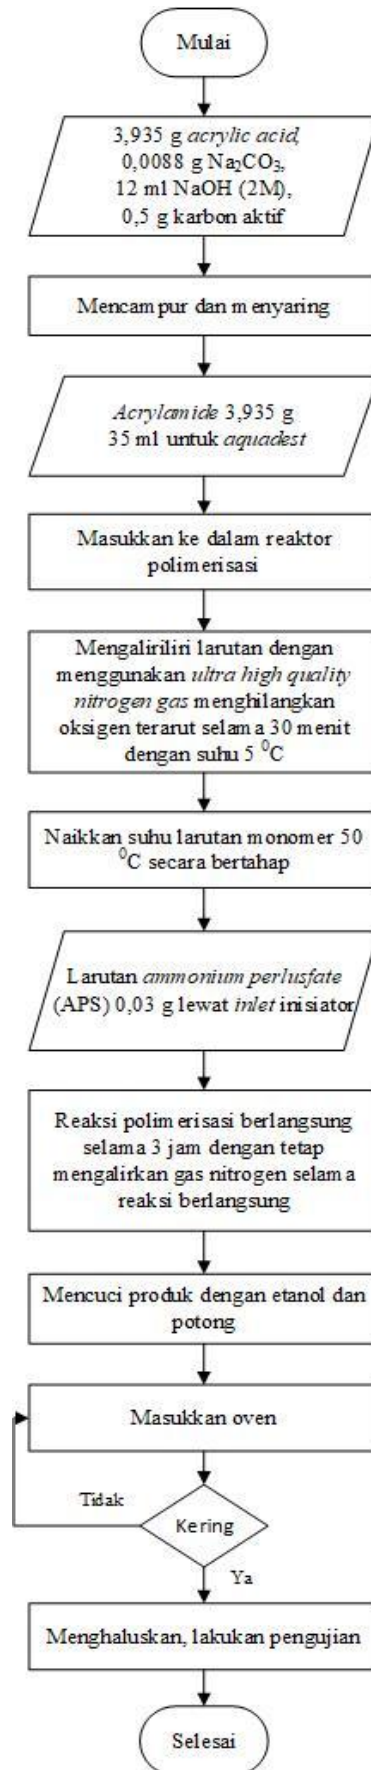 Mulai
3,935 g acrylic acid,
0,0088 g Na₂CO₃,
12 ml NaOH (2M),
0,5 g karbon aktif
Mencampur dan menyaring
Acrylamide 3,935 g
35 ml untuk aquadest
Masukkan ke dalam reaktor
polimerisasi
Mengaliriliri larutan dengan
menggunakan ultra high quality
nitrogen gas menghilangkan
oksigen terarut selama 30 menit
dengan suhu 5 ⁰C
Naikkan suhu larutan monomer 50
⁰C secara bertahap
Larutan ammonium perlusfate
(APS) 0,03 g lewat inlet inisiator
Reaksi polimerisasi berlangsung
selama 3 jam dengan tetap
mengalirkan gas nitrogen selama
reaksi berlangsung
Mencuci produk dengan etanol dan
potong
Masukkan oven
Tidak
Kering
Ya
Menghaluskan, lakukan pengujian
Selesai